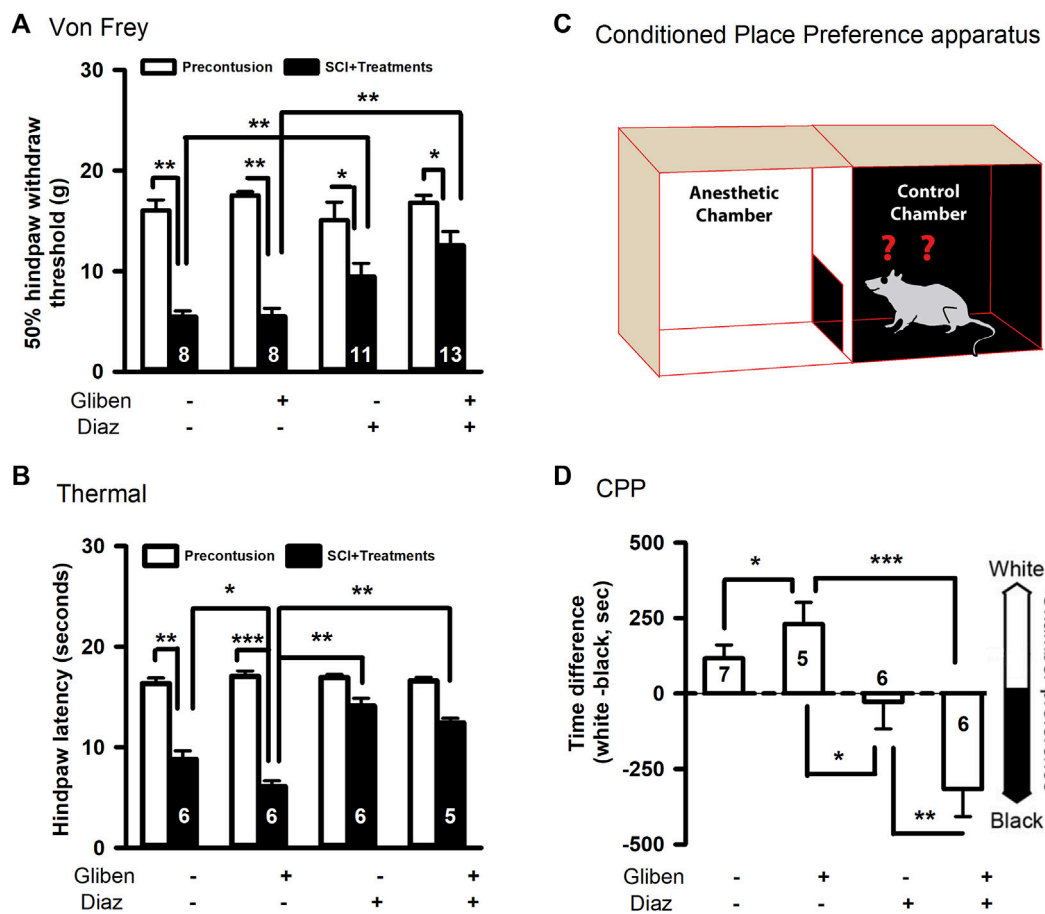 A Von Frey
Precontusion SCI+Treatments
50% hindpaw withdraw
threshold (g)
30
20
10
0
** ** * *
** **
8 8 11 13
Gliben - + - +
Diaz - - + +
B Thermal
Precontusion SCI+Treatments
Hindpaw latency (seconds)
30
20
10
0
** ***
* ** **
6 6 6 5
Gliben - + - +
Diaz - - + +
C Conditioned Place Preference apparatus
Anesthetic
Chamber
Control
Chamber
? ?
D CPP
Time difference
(white -black, sec)
500
250
0
-250
-500
* ***
* **
7 5 6 6
White
Black
Gliben - + - +
Diaz - - + +